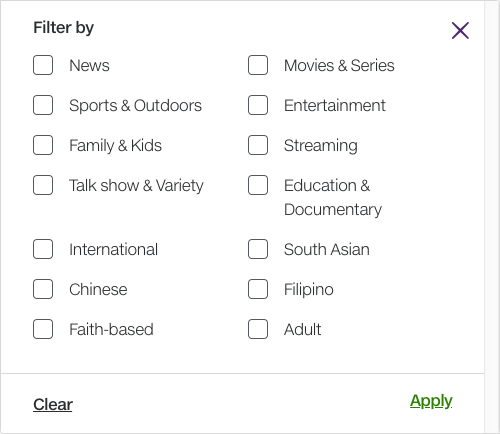 Filter by
News
Movies & Series
Sports & Outdoors
Entertainment
Family & Kids
Streaming
Talk show & Variety
Education &
Documentary
International
South Asian
Chinese
Filipino
Faith-based
Adult
Clear
Apply